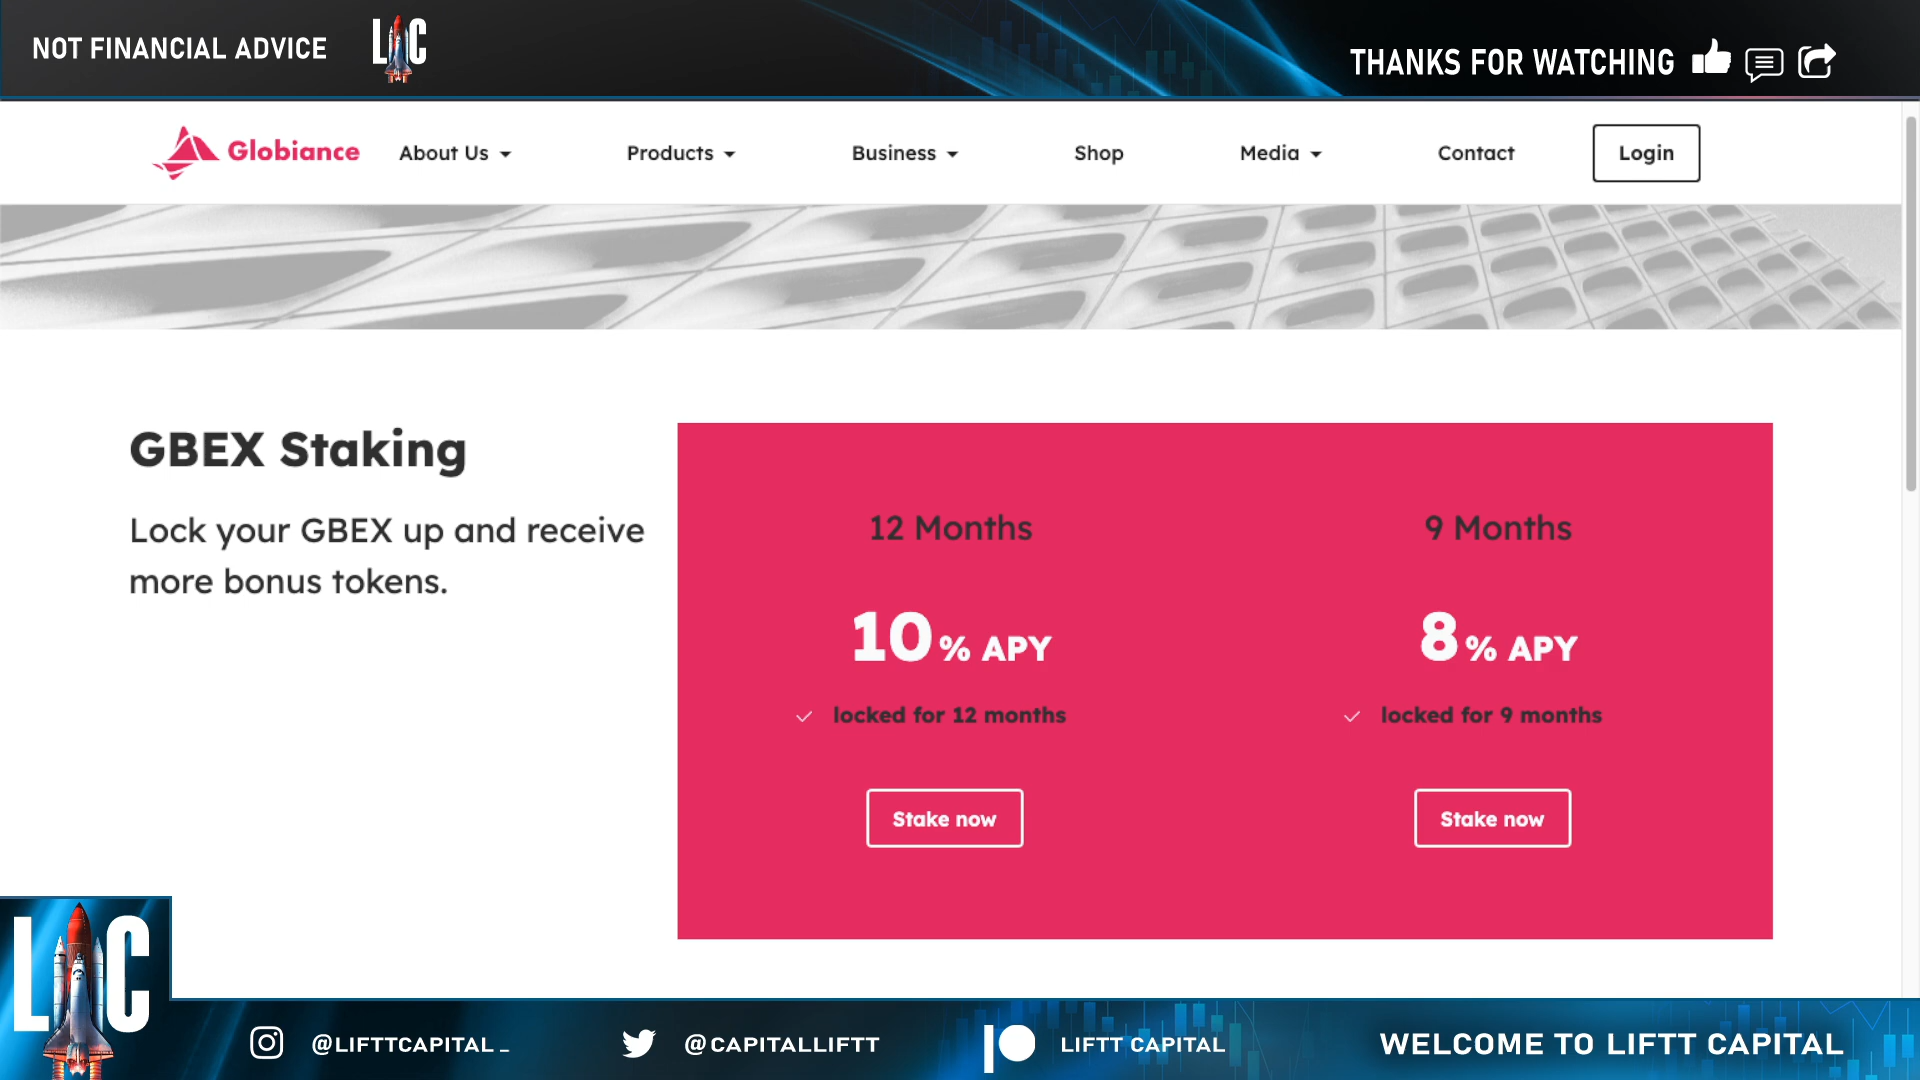 NOT FINANCIAL ADVICE
LC
THANKS FOR WATCHING
Globiance
About Us
Products
Business
Shop
Media
Contact
Login
GBEX Staking
Lock your GBEX up and receive
more bonus tokens.
12 Months
10% APY
locked for 12 months
Stake now
9 Months
8% APY
locked for 9 months
Stake now
LC
@LIFTTCAPITAL_
@CAPITALLIFTT
LIFTT CAPITAL
WELCOME TO LIFTT CAPITAL